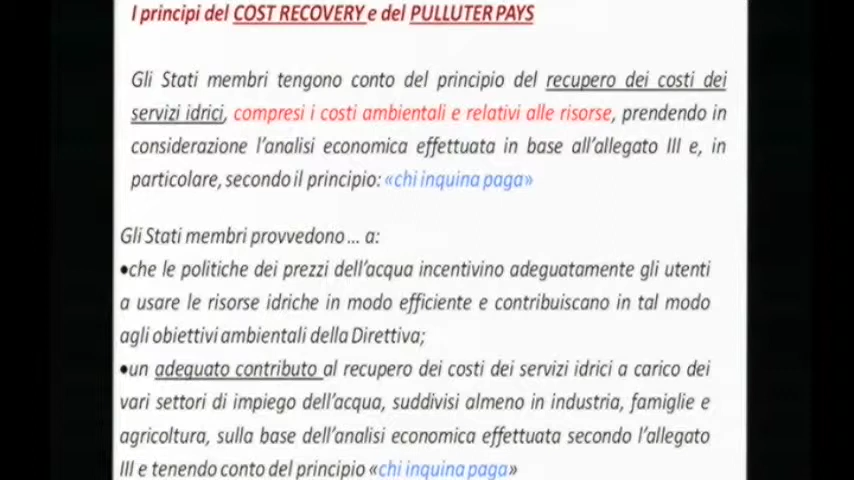 I principi del COST RECOVERY e del PULLUTER PAYS
Gli Stati membri tengono conto del principio del recupero dei costi dei
servizi idrici, compresi i costi ambientali e relativi alle risorse, prendendo in
considerazione l'analisi economica effettuata in base all'allegato III e, in
particolare, secondo il principio: «chi inquina paga»
Gli Stati membri provvedono ... a:
•che le politiche dei prezzi dell'acqua incentivino adeguatamente gli utenti
a usare le risorse idriche in modo efficiente e contribuiscano in tal modo
agli obiettivi ambientali della Direttiva;
•un adeguato contributo al recupero dei costi dei servizi idrici a carico dei
vari settori di impiego dell'acqua, suddivisi almeno in industria, famiglie e
agricoltura, sulla base dell'analisi economica effettuata secondo l'allegato
III e tenendo conto del principio «chi inquina paga»